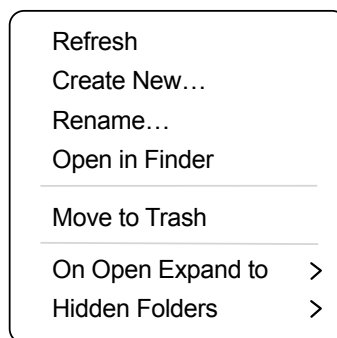 Refresh
Create New…
Rename…
Open in Finder
Move to Trash
On Open Expand to >
Hidden Folders >